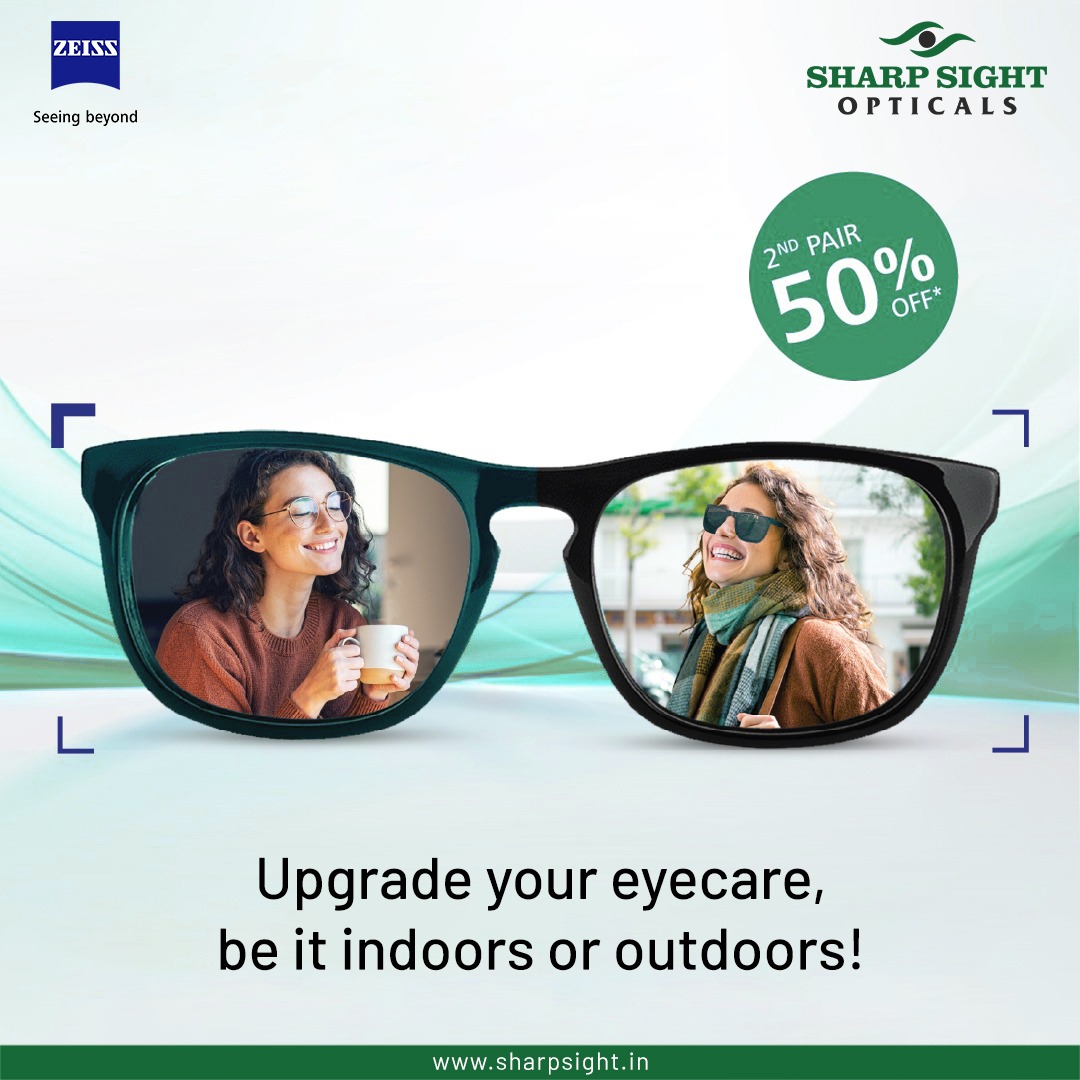 ZEISS
Seeing beyond
SHARP SIGHT
OPTICALS
2ND PAIR
50%
OFF*
Upgrade your eyecare,
be it indoors or outdoors!
www.sharpsight.in